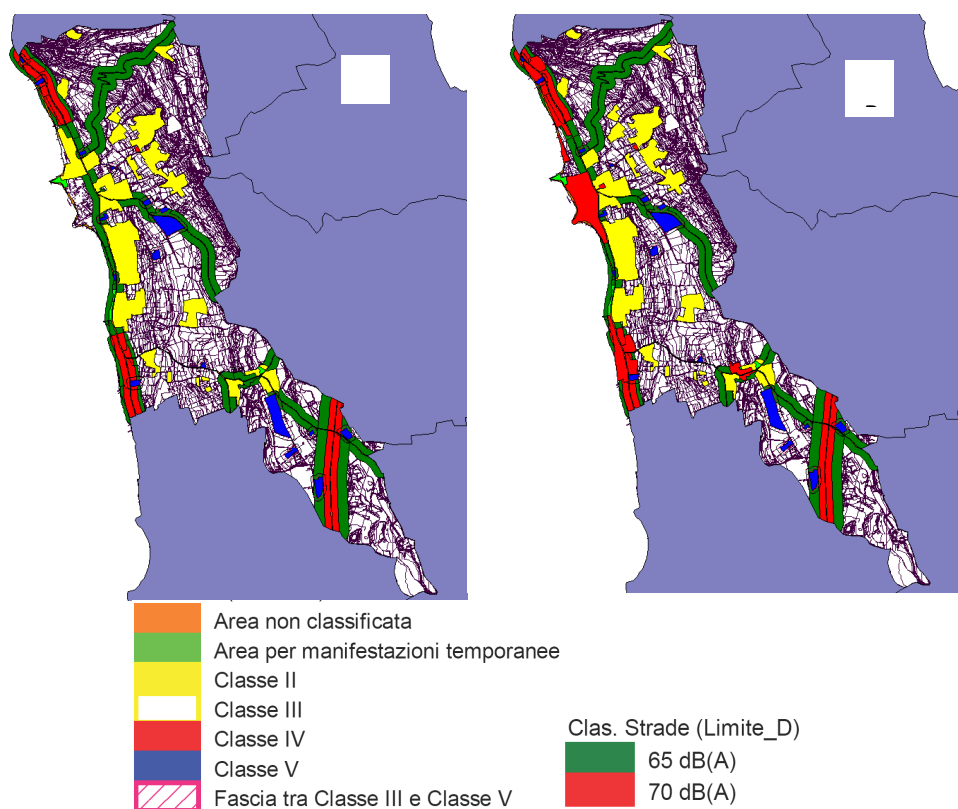 Area non classificata
Area per manifestazioni temporanee
Classe II
Classe III
Classe IV
Classe V
Fascia tra Classe III e Classe V
Clas. Strade (Limite_D)
65 dB(A)
70 dB(A)